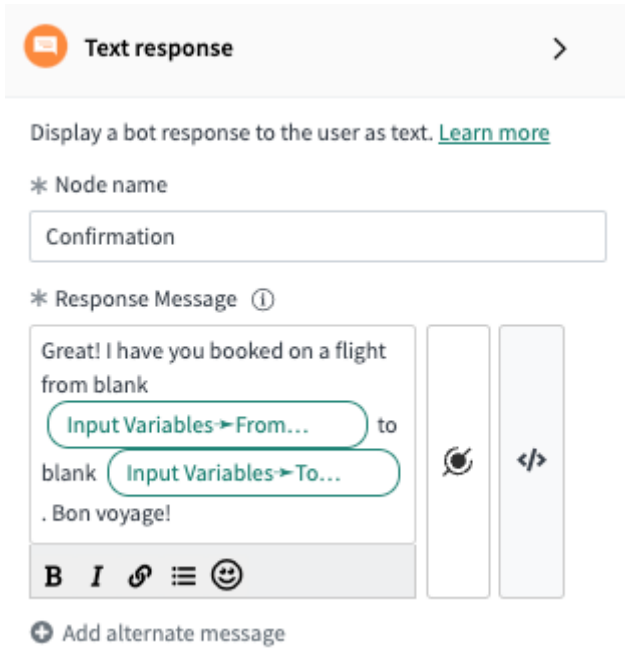 Text response
Display a bot response to the user as text. Learn more
* Node name
Confirmation
* Response Message
Great! I have you booked on a flight
from blank
Input Variables➛From... to
blank Input Variables➛To...
. Bon voyage!
B I
Add alternate message